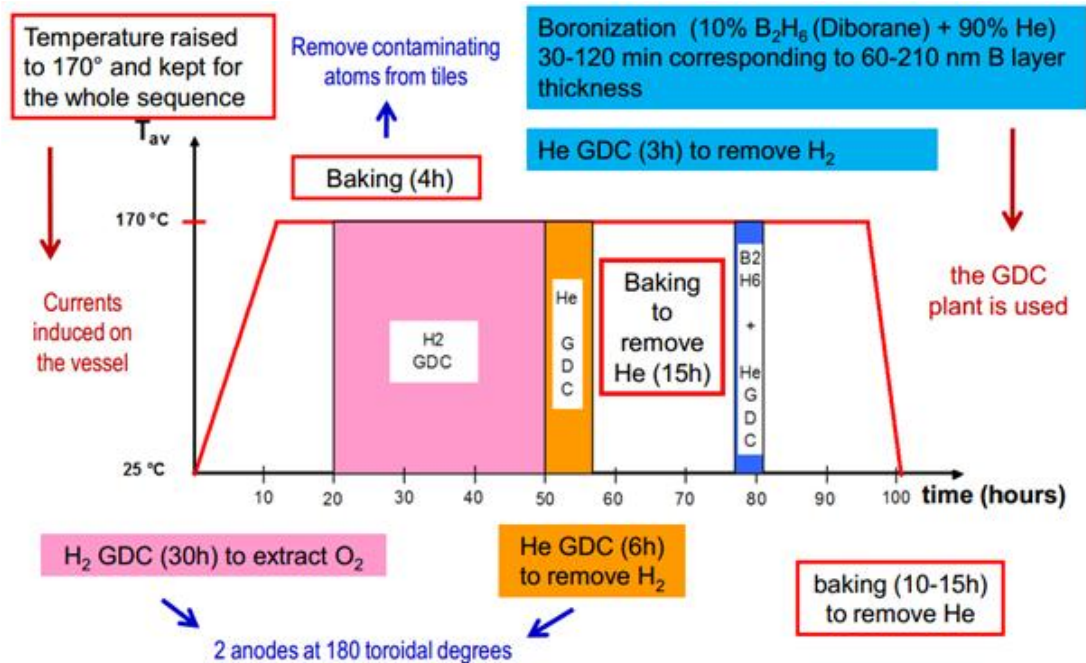 Temperature raised
to 170° and kept for
the whole sequence
Remove contaminating
atoms from tiles
Boronization (10% B₂H₆ (Diborane) + 90% He)
30-120 min corresponding to 60-210 nm B layer
thickness
T_av
He GDC (3h) to remove H₂
Baking (4h)
170 °C
Currents
induced on
the vessel
H2
GDC
He
G
D
C
Baking
to
remove
He (15h)
B2
H6
+
He
G
D
C
the GDC
plant is used
25 °C
10
20
30
40
50
60
70
80
90
100
time (hours)
H₂ GDC (30h) to extract O₂
He GDC (6h)
to remove H₂
baking (10-15h)
to remove He
2 anodes at 180 toroidal degrees